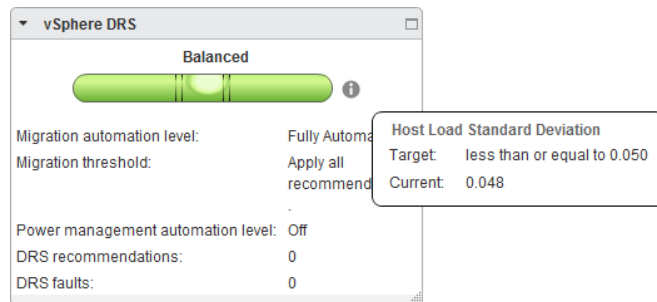 vSphere DRS
Balanced
Migration automation level: Fully Automa
Migration threshold: Apply all
recommend
.
Power management automation level: Off
DRS recommendations: 0
DRS faults: 0
Host Load Standard Deviation
Target: less than or equal to 0.050
Current: 0.048